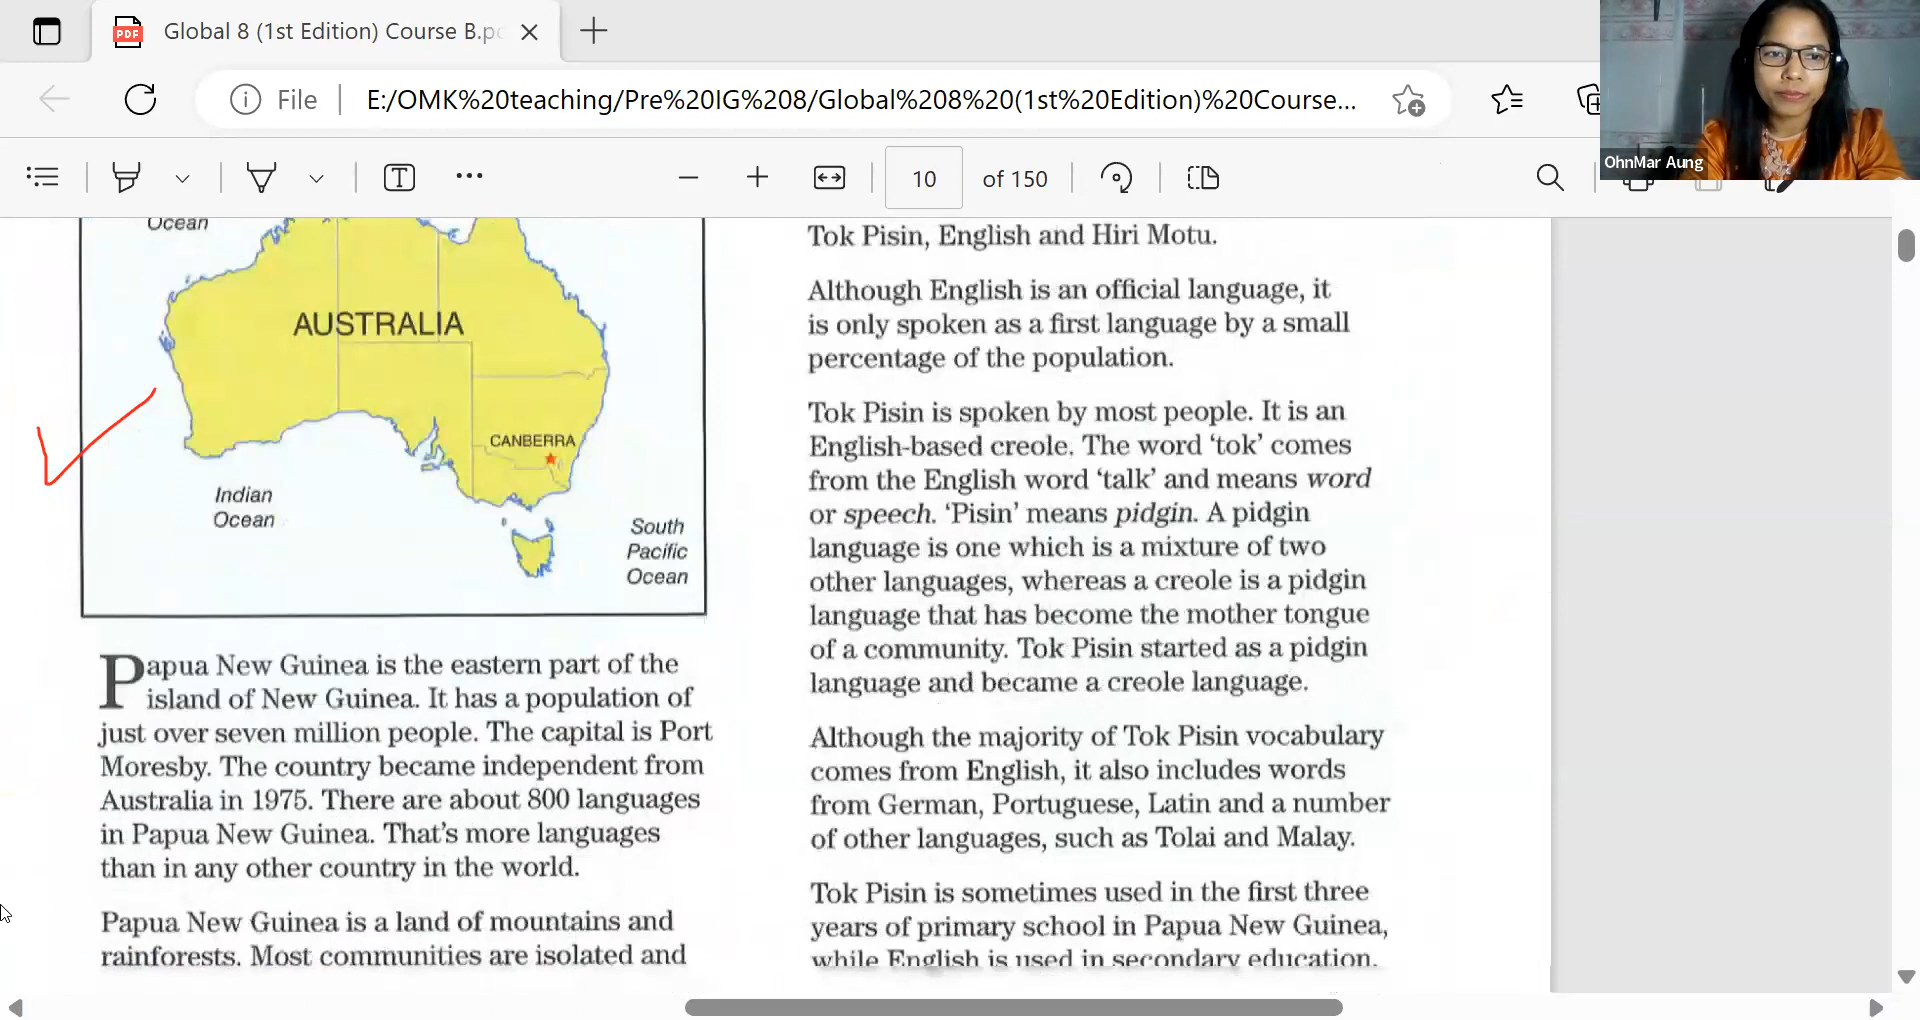 Global 8 (1st Edition) Course B.pd
File
E:/OMK%20teaching/Pre%20IG%208/Global%208%20(1st%20Edition)%20Course...
10
of 150
OhnMar Aung
Ocean
AUSTRALIA
CANBERRA
Indian
Ocean
South
Pacific
Ocean
Papua New Guinea is the eastern part of the
island of New Guinea. It has a population of
just over seven million people. The capital is Port
Moresby. The country became independent from
Australia in 1975. There are about 800 languages
in Papua New Guinea. That's more languages
than in any other country in the world.
Papua New Guinea is a land of mountains and
rainforests. Most communities are isolated and
Tok Pisin, English and Hiri Motu.
Although English is an official language, it
is only spoken as a first language by a small
percentage of the population.
Tok Pisin is spoken by most people. It is an
English-based creole. The word ‘tok’ comes
from the English word ‘talk’ and means word
or speech. ‘Pisin’ means pidgin. A pidgin
language is one which is a mixture of two
other languages, whereas a creole is a pidgin
language that has become the mother tongue
of a community. Tok Pisin started as a pidgin
language and became a creole language.
Although the majority of Tok Pisin vocabulary
comes from English, it also includes words
from German, Portuguese, Latin and a number
of other languages, such as Tolai and Malay.
Tok Pisin is sometimes used in the first three
years of primary school in Papua New Guinea,
while English is used in secondary education.